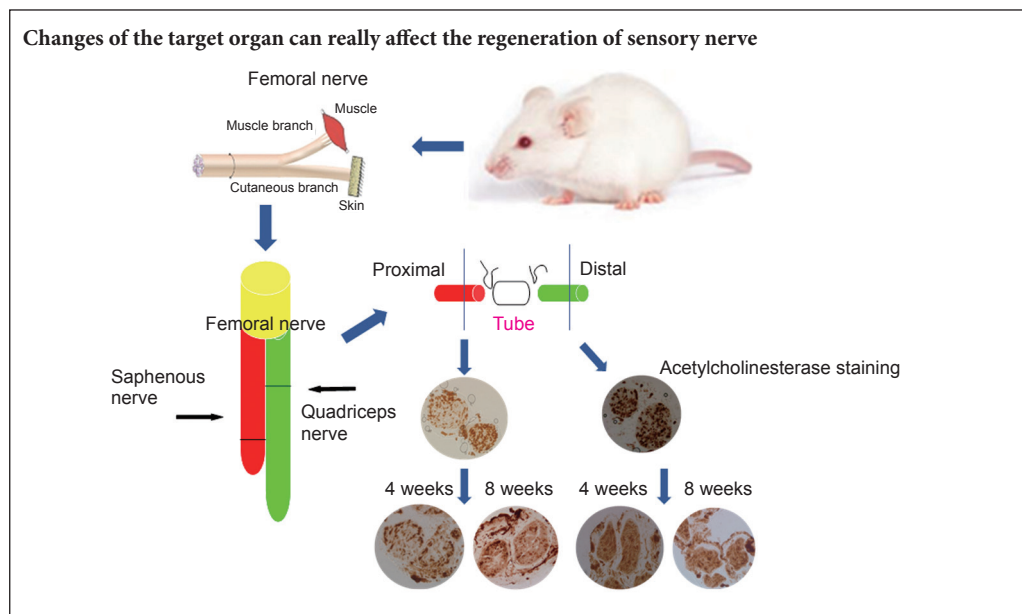 Changes of the target organ can really affect the regeneration of sensory nerve
Femoral nerve
Muscle
Muscle branch
Cutaneous branch
Skin
Proximal
Distal
Tube
Femoral nerve
Saphenous
nerve
Quadriceps
nerve
Acetylcholinesterase staining
4 weeks
8 weeks
4 weeks
8 weeks